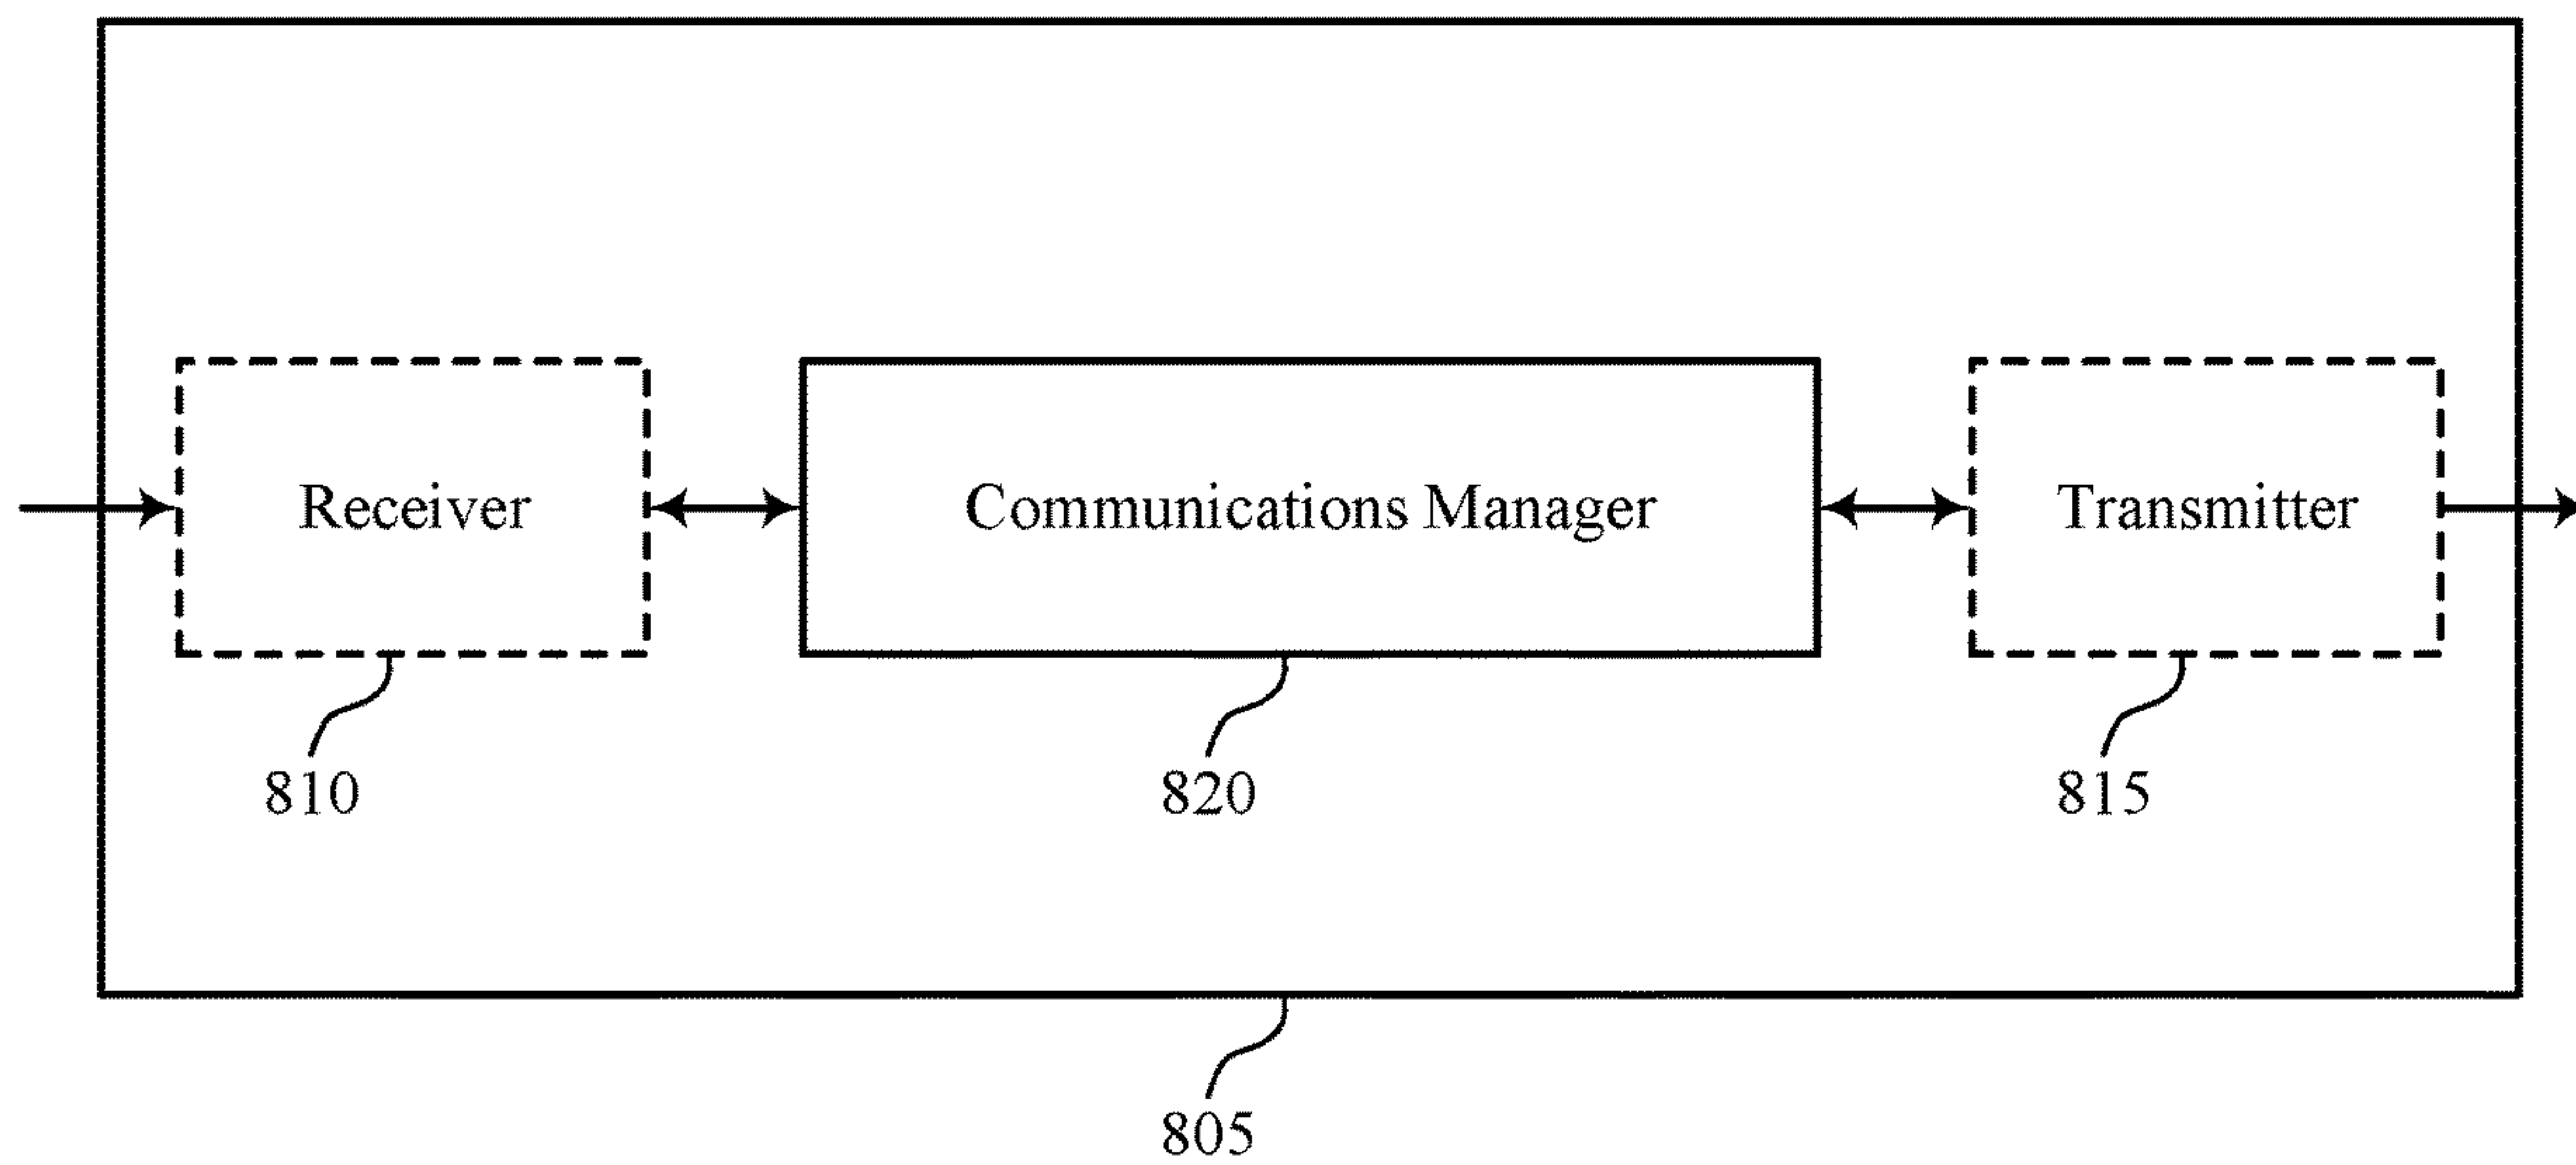 Receiver
Communications Manager
Transmitter
810
820
815
805